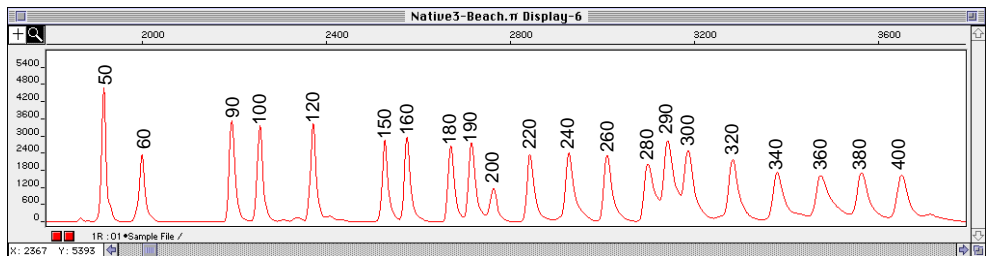 Native3-Beach.π Display-6
2000 2400 2800 3200 3600
5400
4800
4200
3600
3000
2400
1800
1200
600
0
50 60 90 100 120 150 160 180 190 200 220 240 260 280 290 300 320 340 360 380 400
1R : 01 •Sample File /
X: 2367 Y: 5393